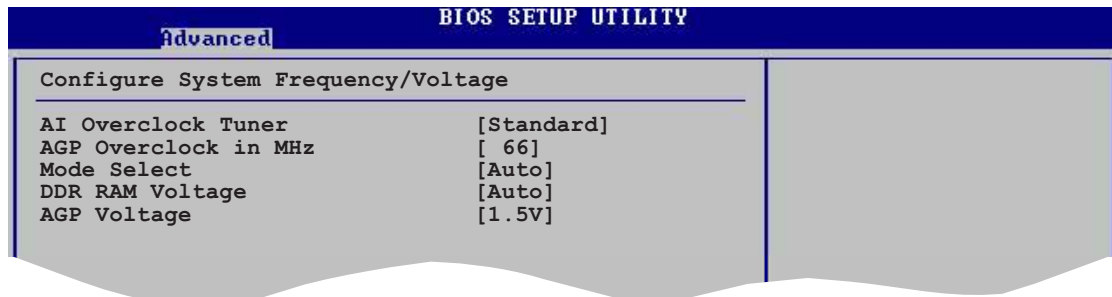 BIOS SETUP UTILITY
Advanced
Configure System Frequency/Voltage
AI Overclock Tuner [Standard]
AGP Overclock in MHz [ 66]
Mode Select [Auto]
DDR RAM Voltage [Auto]
AGP Voltage [1.5V]